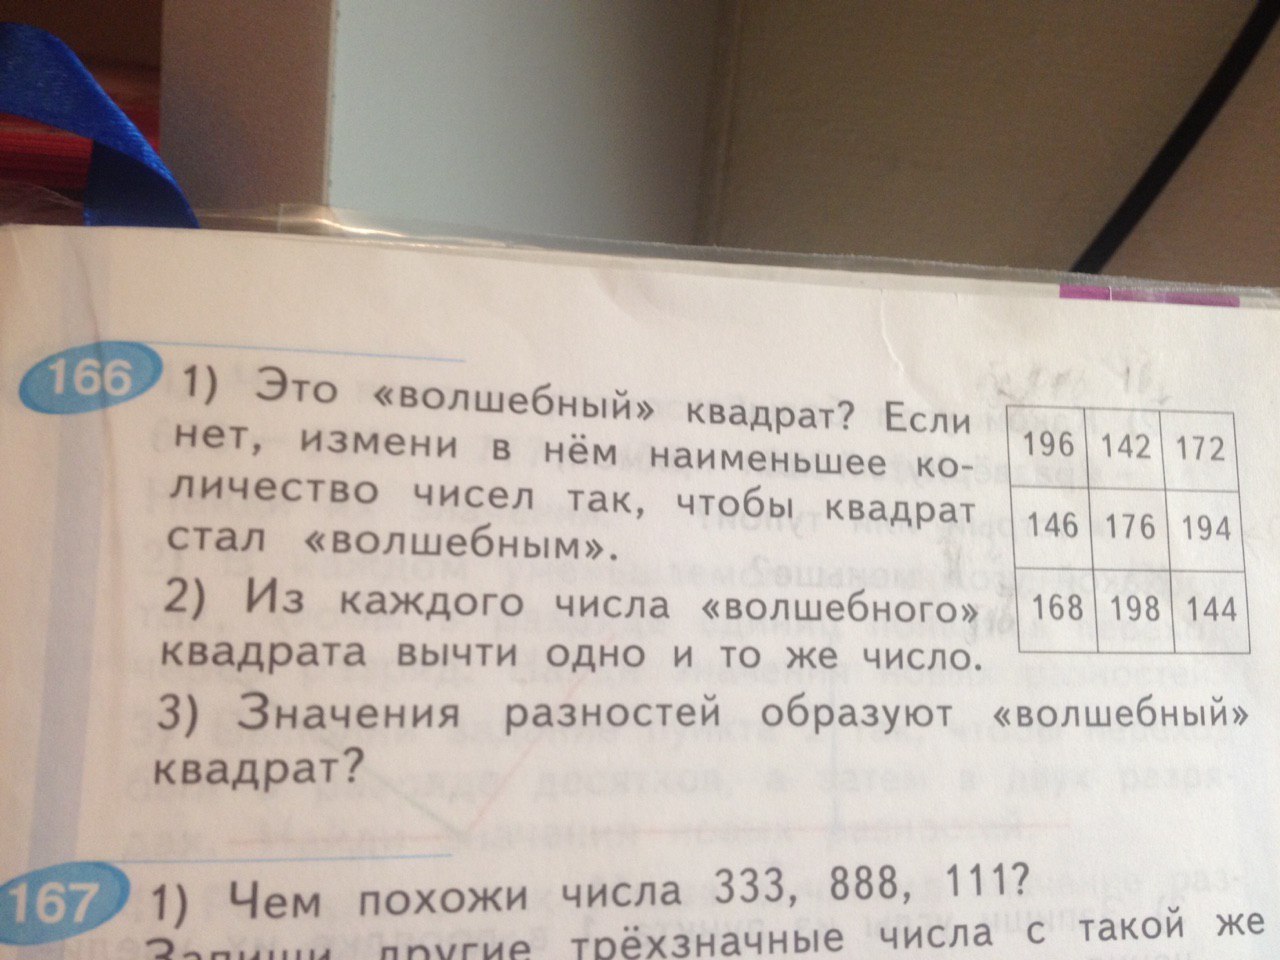 166
1) Это «волшебный» квадрат? Если
нет, измени в нём наименьшее ко-
личество чисел так, чтобы квадрат
стал «волшебным».
2) Из каждого числа «волшебного»
квадрата вычти одно и то же число.
3) Значения разностей образуют «волшебный»
квадрат?
196 142 172
146 176 194
168 198 144
167
1) Чем похожи числа 333, 888, 111?
Запиши другие трёхзначные числа с такой же